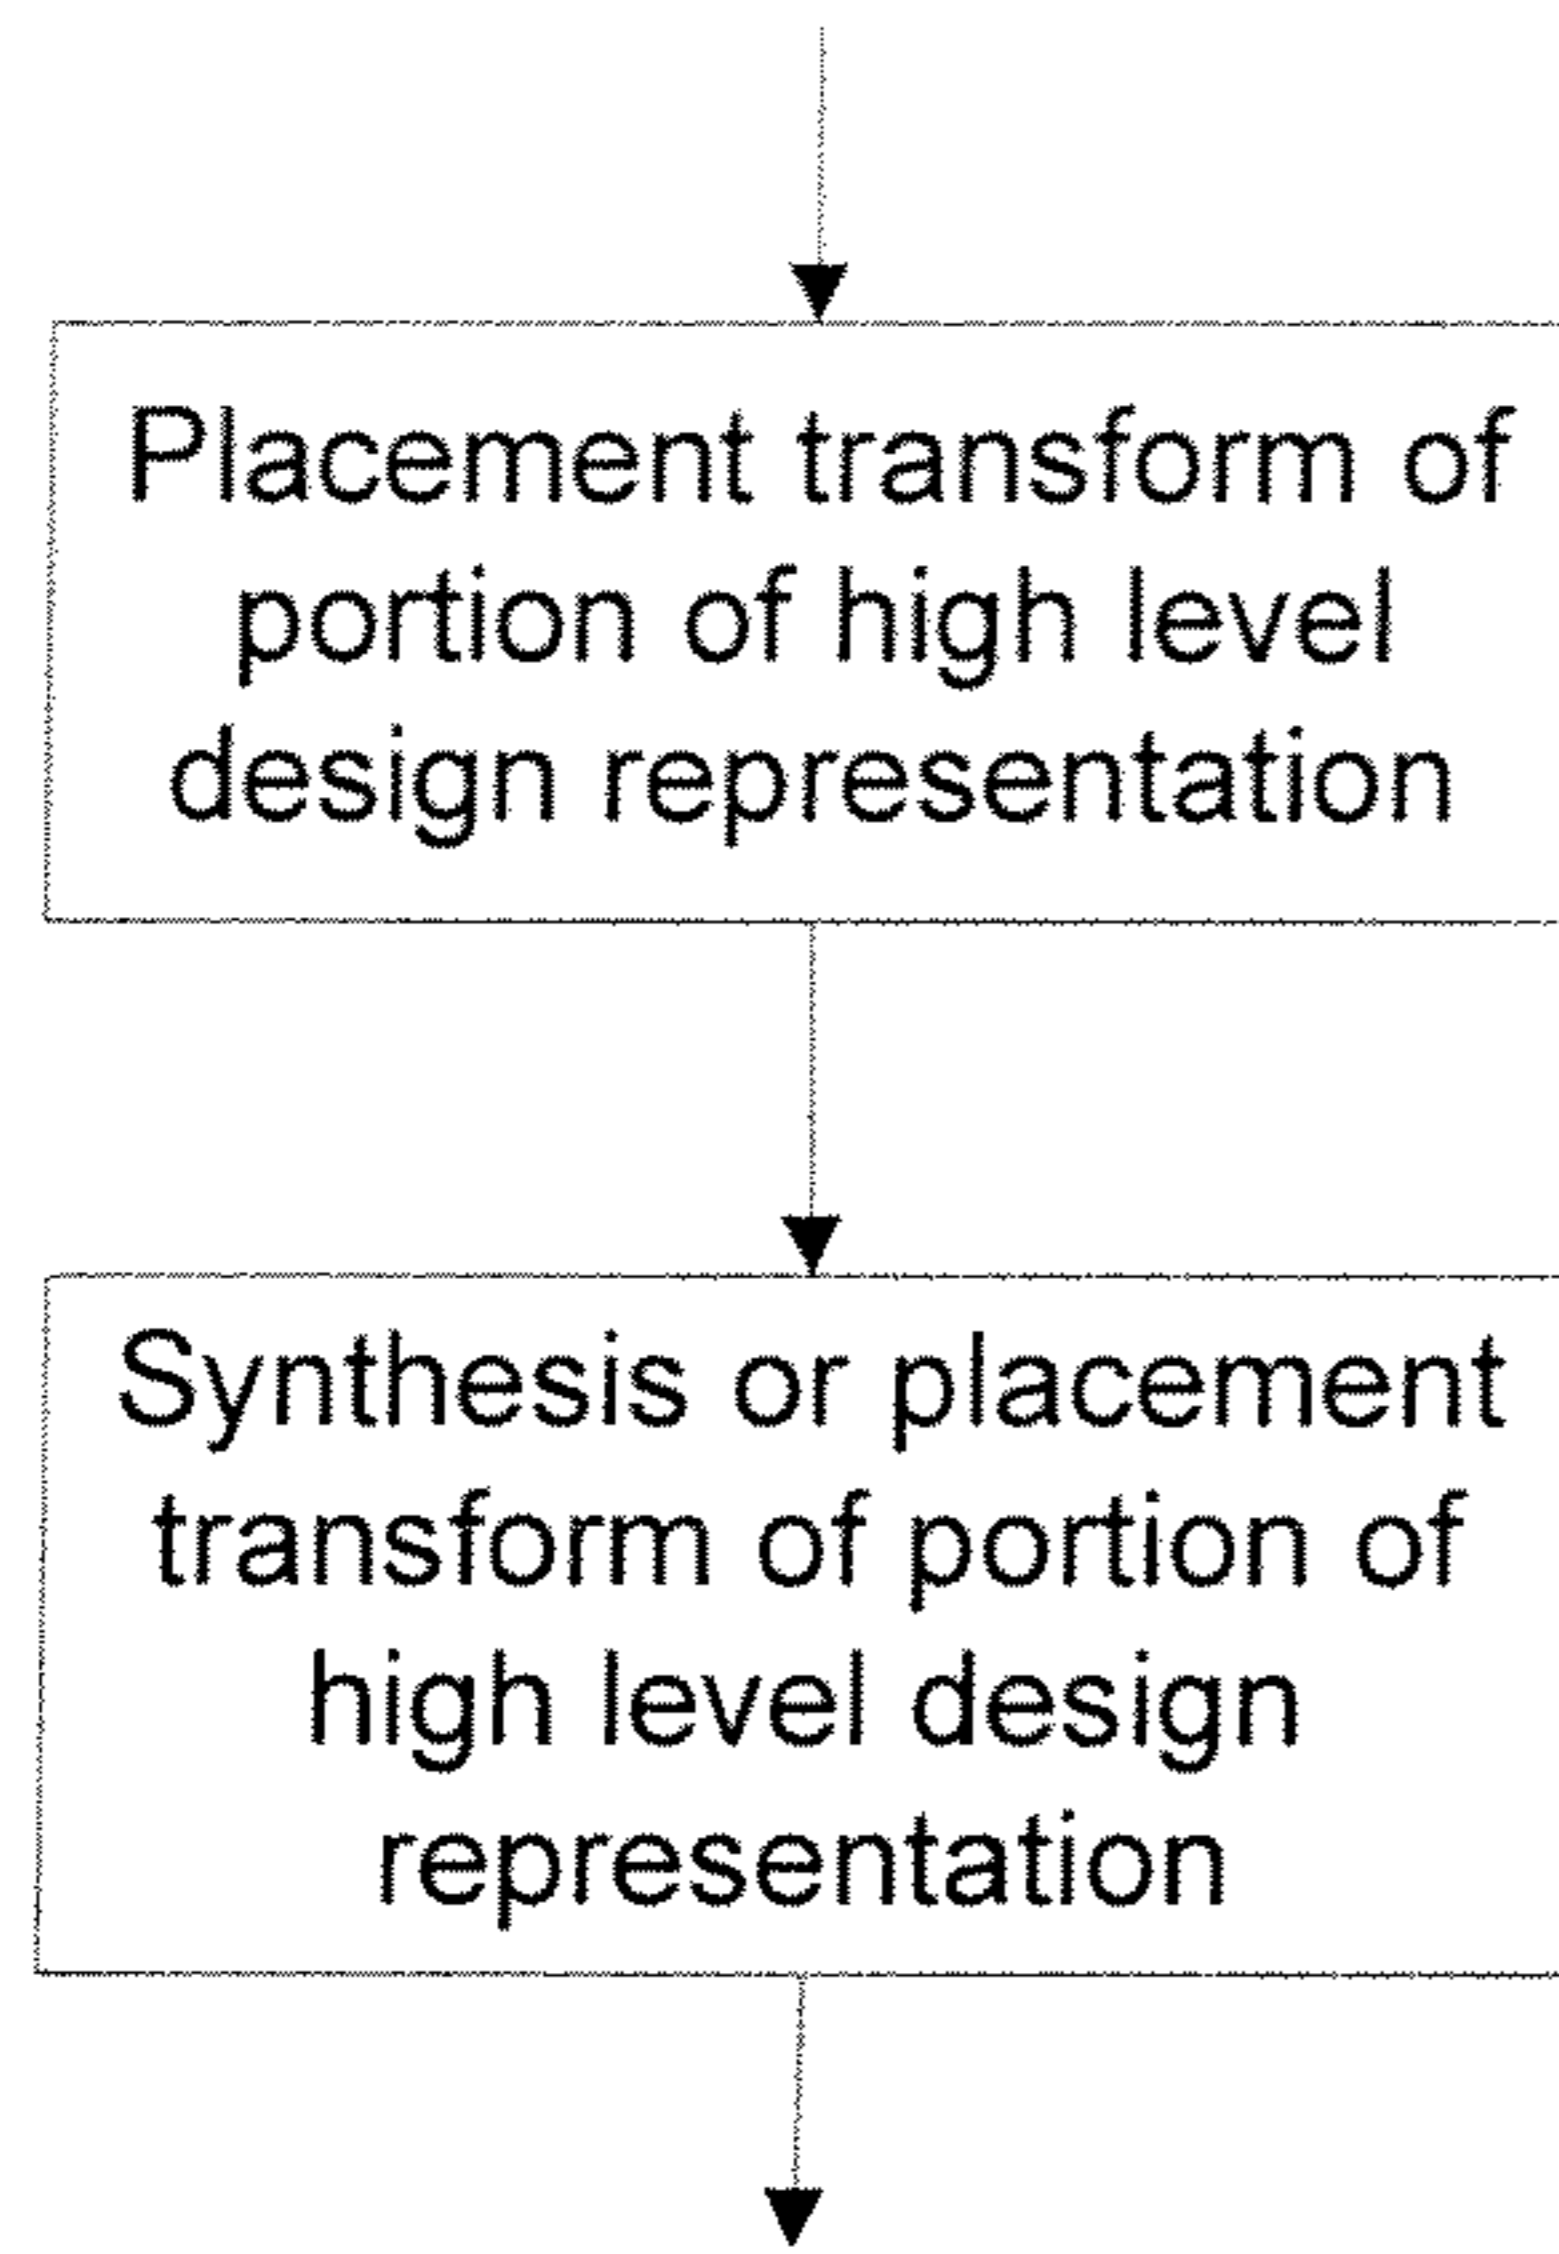 Placement transform of
portion of high level
design representation
Synthesis or placement
transform of portion of
high level design
representation